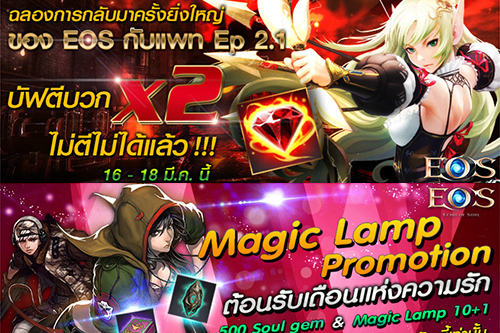 ฉลองการกลับมาครั้งยิ่งใหญ่
ของ EOS กับแพท Ep 2.1
บัฟตีบวก x2
ไม่ตีไม่ได้แล้ว !!!
16 - 18 มี.ค. นี้
EOS
EOS
Magic Lamp
Promotion
ต้อนรับเดือนแห่งความรัก
500 Soul gem & Magic Lamp 10+1